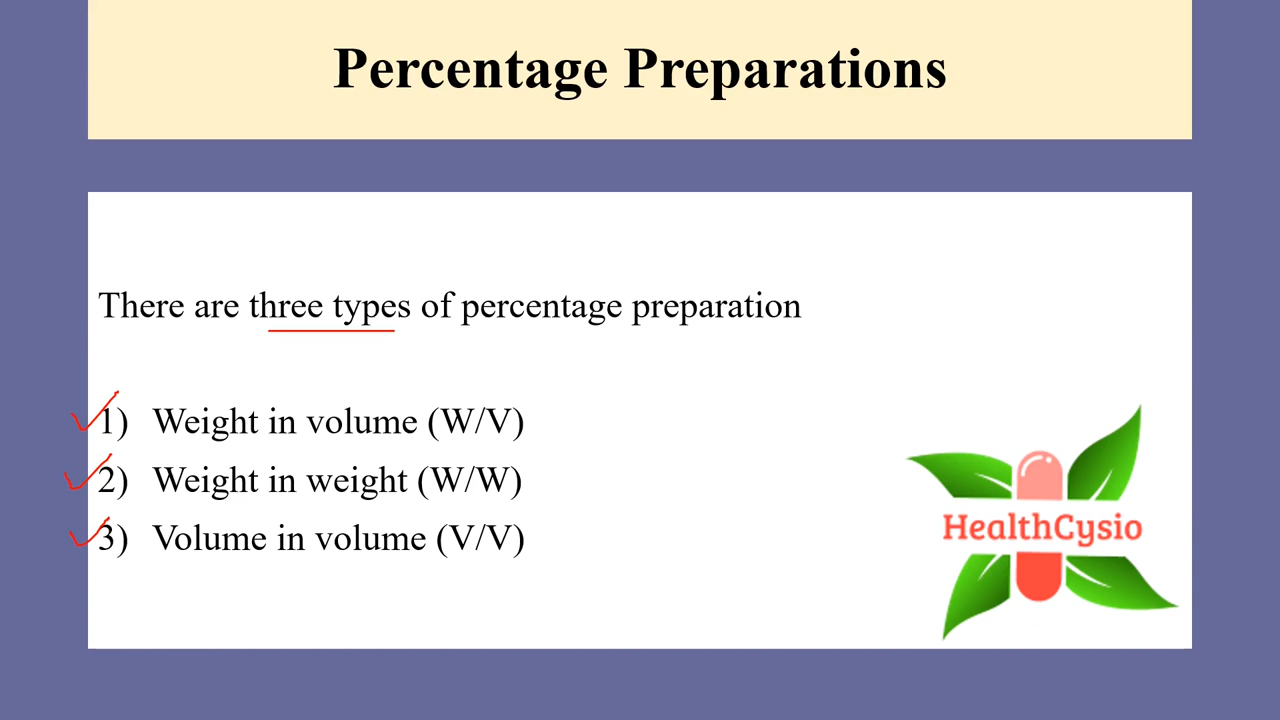 Percentage Preparations
There are three types of percentage preparation
1) Weight in volume (W/V)
2) Weight in weight (W/W)
3) Volume in volume (V/V)
HealthCysio